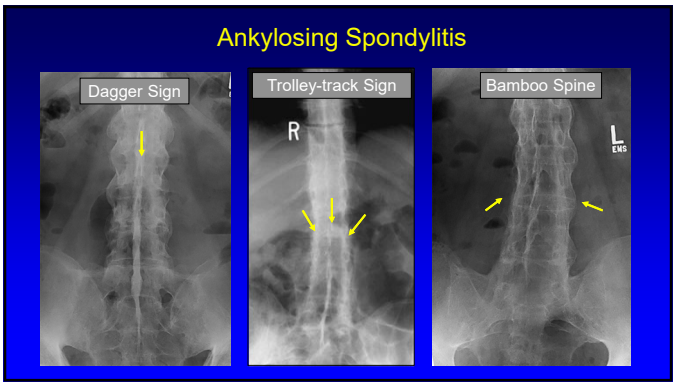 Ankylosing Spondylitis
Dagger Sign
Trolley-track Sign
Bamboo Spine
R
L
EMS